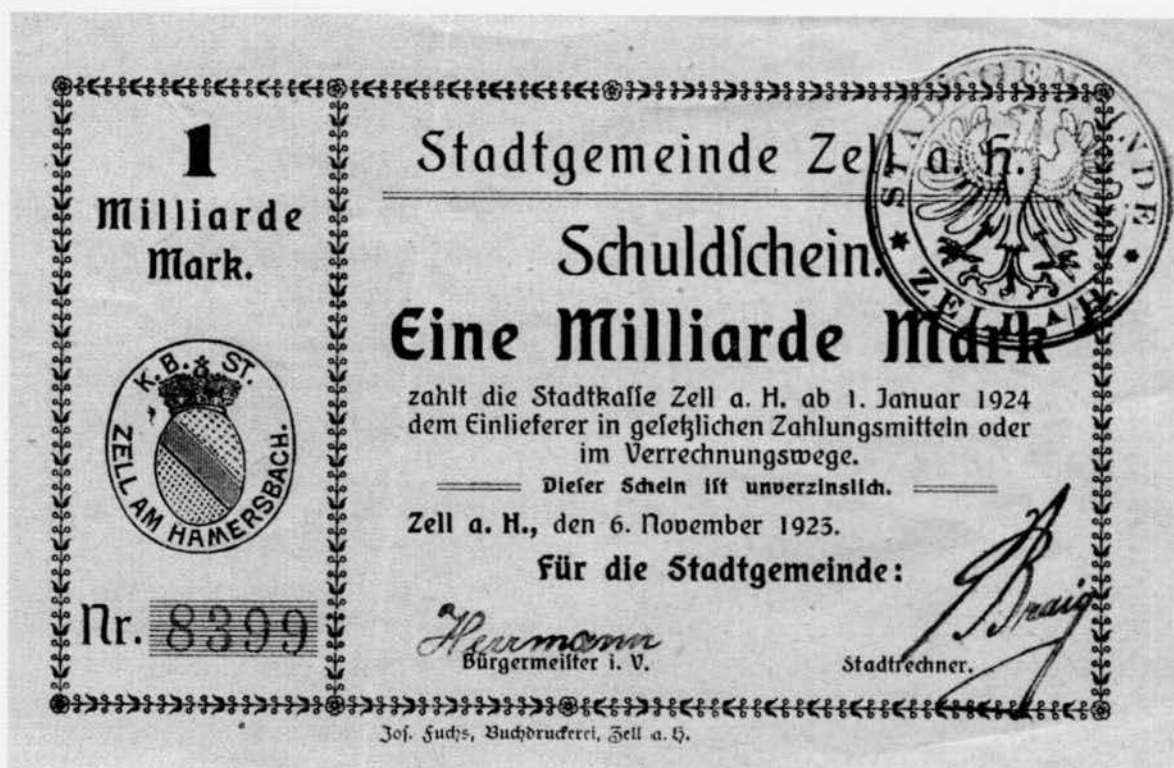 1
Milliarde
Mark.
K. B. St.
ZELL AM HAMERSBACH.
Nr. 8399
Stadtgemeinde Zell a. H.
Schuldſchein.
Eine Milliarde Mark
zahlt die Stadtkaſſe Zell a. H. ab 1. Januar 1924
dem Einlieferer in geſetzlichen Zahlungsmitteln oder
im Verrechnungswege.
Dieſer Schein iſt unverzinslich.
Zell a. H., den 6. November 1923.
Für die Stadtgemeinde:
Herrmann
Bürgermeiſter i. V.
Braig
Stadtrechner.
STADTGEMEINDE
ZELL A/H
Joſ. Fuchs, Buchdruckerei, Zell a. H.